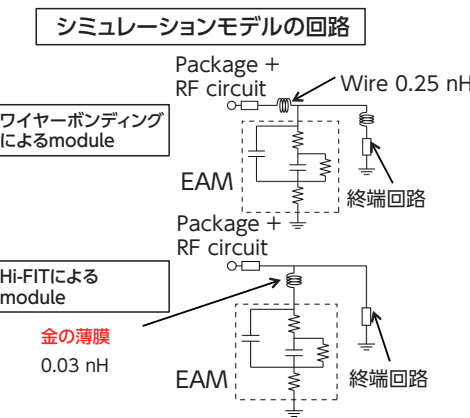 シミュレーションモデルの回路
Package +
RF circuit
Wire 0.25 nH
ワイヤーボンディング
によるmodule
EAM
終端回路
Package +
RF circuit
Hi-FITによる
module
金の薄膜
0.03 nH
EAM
終端回路